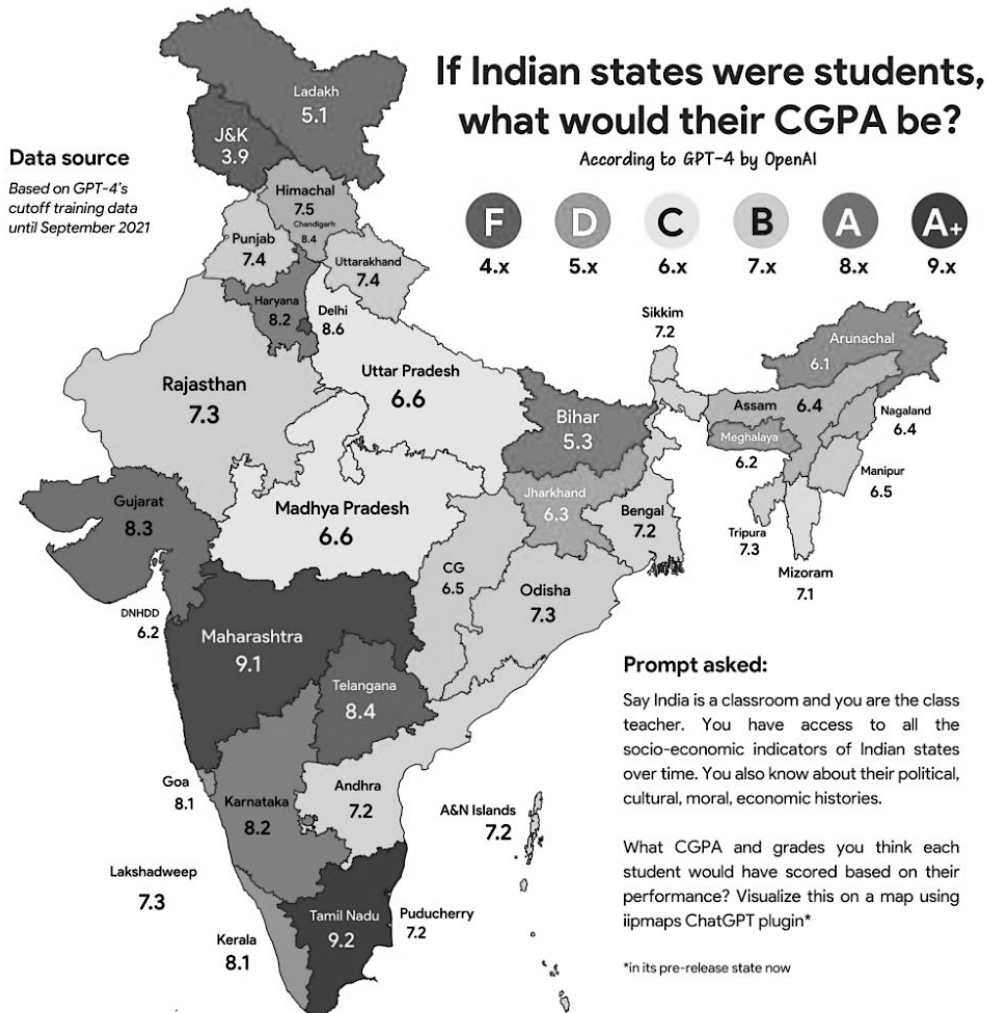 If Indian states were students,
what would their CGPA be?
According to GPT-4 by OpenAI
Data source
Based on GPT-4's
cutoff training data
until September 2021
F
D
C
B
A
A+
4.x
5.x
6.x
7.x
8.x
9.x
Ladakh
5.1
J&K
3.9
Himachal
7.5
Chandigarh
8.4
Punjab
7.4
Uttarakhand
7.4
Haryana
8.2
Delhi
8.6
Sikkim
7.2
Arunachal
6.1
Rajasthan
7.3
Uttar Pradesh
6.6
Bihar
5.3
Assam 6.4
Nagaland
6.4
Meghalaya
6.2
Manipur
6.5
Gujarat
8.3
Madhya Pradesh
6.6
Jharkhand
6.3
Bengal
7.2
Tripura
7.3
Mizoram
7.1
CG
6.5
Odisha
7.3
DNHDD
6.2
Maharashtra
9.1
Telangana
8.4
Goa
8.1
Karnataka
8.2
Andhra
7.2
A&N Islands
7.2
Lakshadweep
7.3
Tamil Nadu
9.2
Puducherry
7.2
Kerala
8.1
Prompt asked:
Say India is a classroom and you are the class
teacher. You have access to all the
socio-economic indicators of Indian states
over time. You also know about their political,
cultural, moral, economic histories.
What CGPA and grades you think each
student would have scored based on their
performance? Visualize this on a map using
iipmaps ChatGPT plugin*
*in its pre-release state now